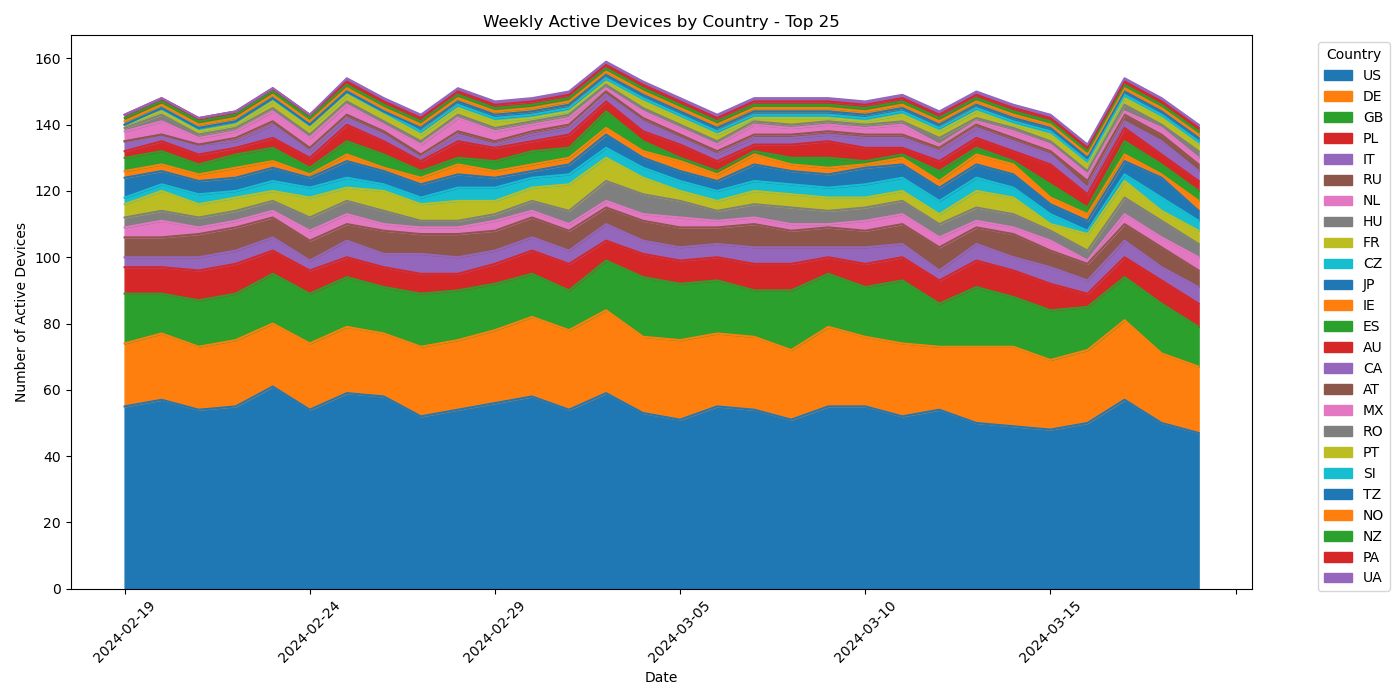 Weekly Active Devices by Country - Top 25
Number of Active Devices
160
140
120
100
80
60
40
20
0
2024-02-19
2024-02-24
2024-02-29
2024-03-05
2024-03-10
2024-03-15
Date
Country
US
DE
GB
PL
IT
RU
NL
HU
FR
CZ
JP
IE
ES
AU
CA
AT
MX
RO
PT
SI
TZ
NO
NZ
PA
UA